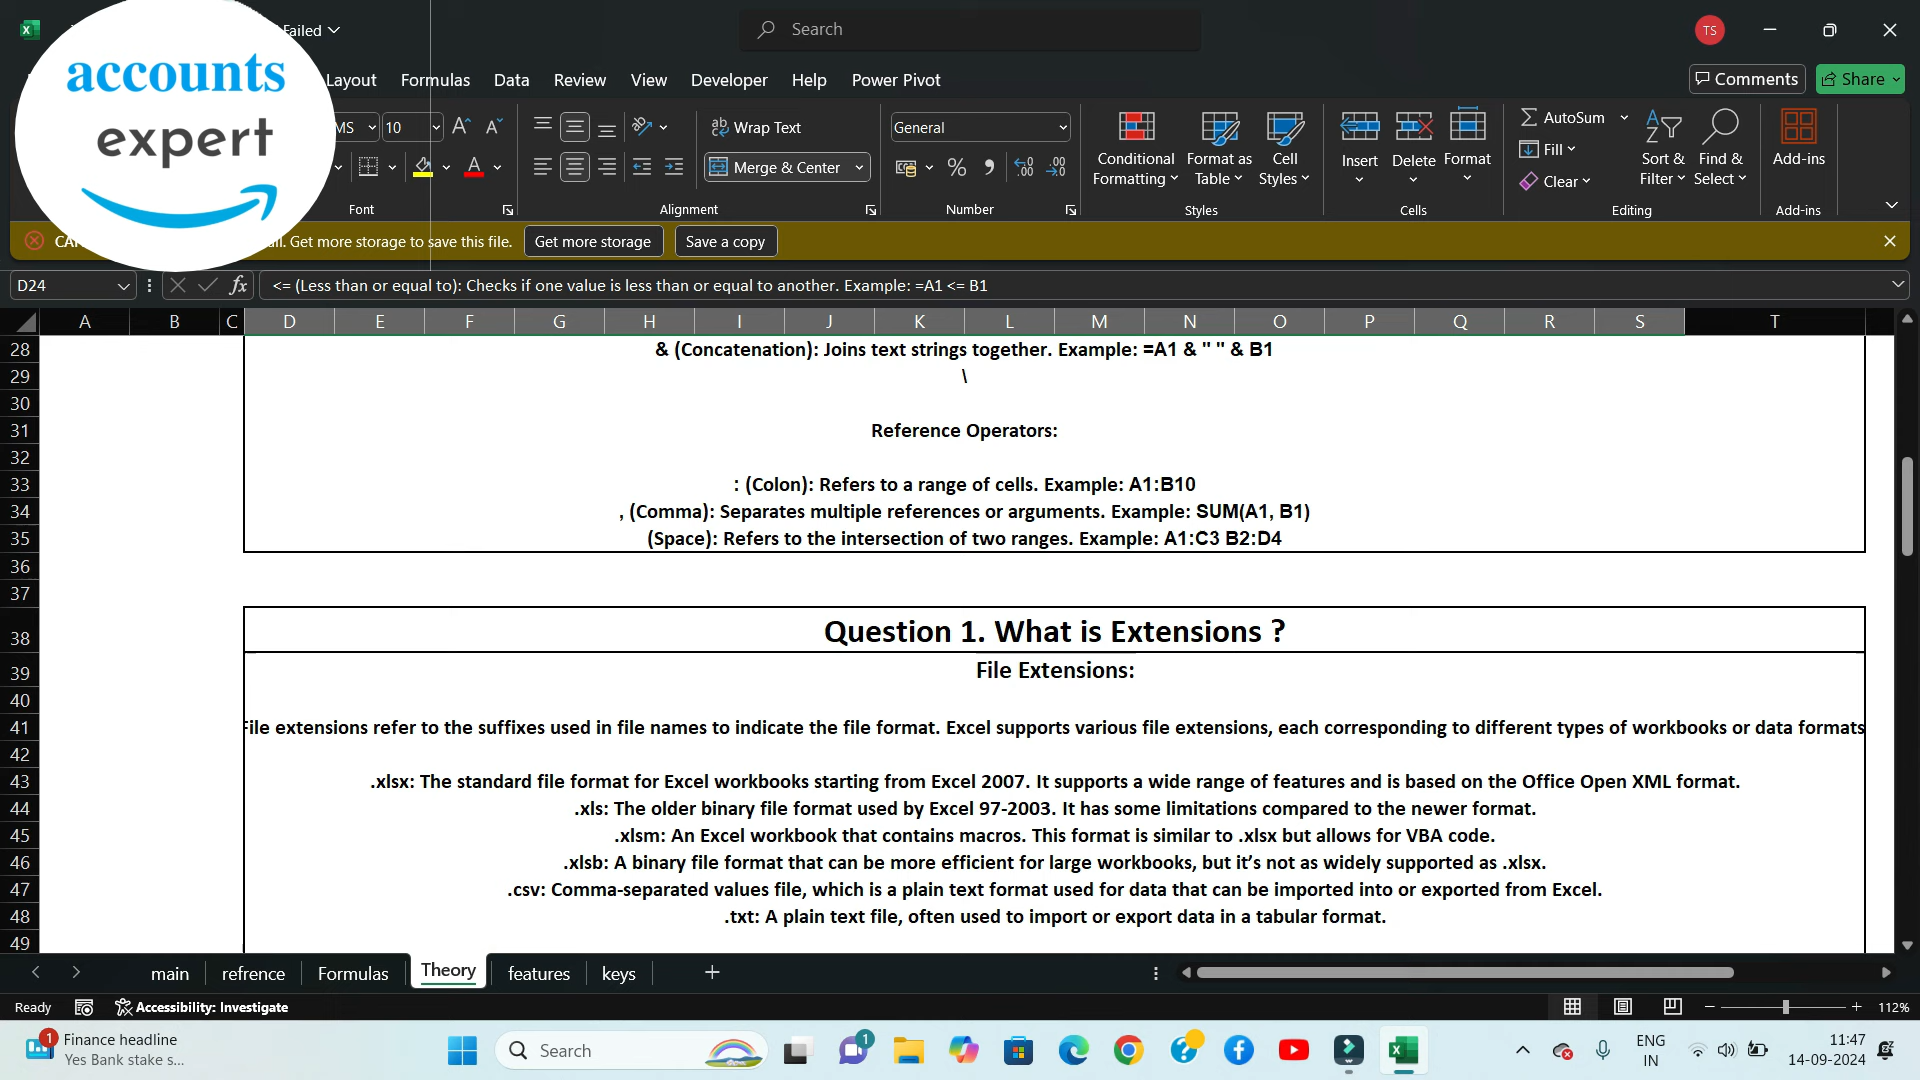 accounts
expert
Failed
Search
TS
Layout Formulas Data Review View Developer Help Power Pivot
Comments Share
MS 10
Wrap Text
Merge & Center
General
Conditional Formatting
Format as Table
Cell Styles
Insert Delete Format
AutoSum
Fill
Clear
Sort & Filter
Find & Select
Add-ins
Font Alignment Number Styles Cells Editing Add-ins
Get more storage to save this file. Get more storage Save a copy
D24 fx <= (Less than or equal to): Checks if one value is less than or equal to another. Example: =A1 <= B1
A B C D E F G H I J K L M N O P Q R S T
28 & (Concatenation): Joins text strings together. Example: =A1 & " " & B1
29 \
30
31 Reference Operators:
32
33 : (Colon): Refers to a range of cells. Example: A1:B10
34 , (Comma): Separates multiple references or arguments. Example: SUM(A1, B1)
35 (Space): Refers to the intersection of two ranges. Example: A1:C3 B2:D4
36
37
38 Question 1. What is Extensions ?
39 File Extensions:
40
41 File extensions refer to the suffixes used in file names to indicate the file format. Excel supports various file extensions, each corresponding to different types of workbooks or data formats
42
43 .xlsx: The standard file format for Excel workbooks starting from Excel 2007. It supports a wide range of features and is based on the Office Open XML format.
44 .xls: The older binary file format used by Excel 97-2003. It has some limitations compared to the newer format.
45 .xlsm: An Excel workbook that contains macros. This format is similar to .xlsx but allows for VBA code.
46 .xlsb: A binary file format that can be more efficient for large workbooks, but it’s not as widely supported as .xlsx.
47 .csv: Comma-separated values file, which is a plain text format used for data that can be imported into or exported from Excel.
48 .txt: A plain text file, often used to import or export data in a tabular format.
49
main refrence Formulas Theory features keys
Ready Accessibility: Investigate 112%
1 Finance headline
Yes Bank stake s...
Search
1
ENG
IN
11:47
14-09-2024